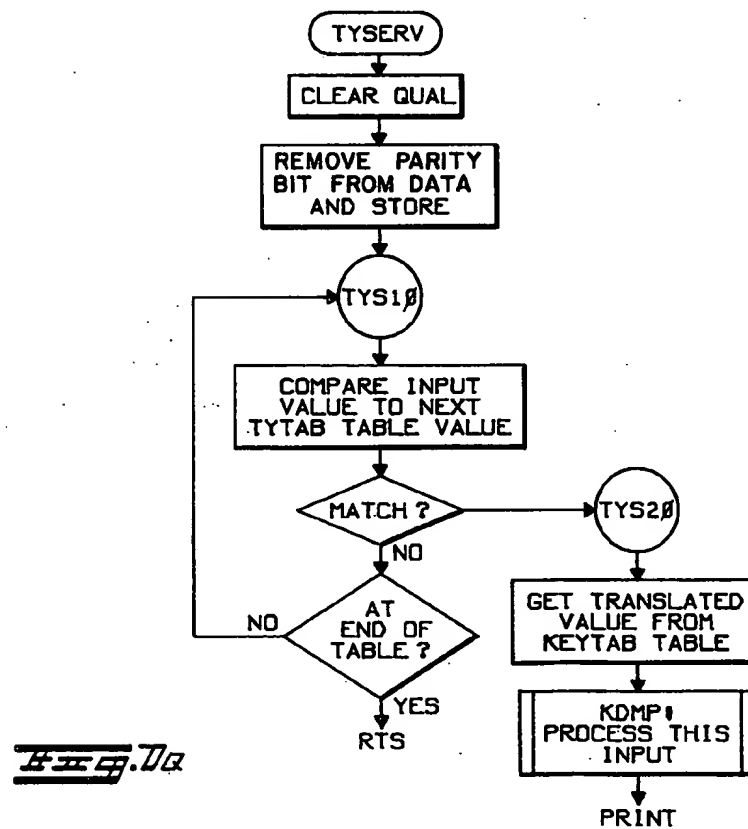 TYSERV
CLEAR QUAL
REMOVE PARITY
BIT FROM DATA
AND STORE
TYS10
COMPARE INPUT
VALUE TO NEXT
TYTAB TABLE VALUE
MATCH ?
TYS20
NO
AT
END OF
TABLE ?
NO
YES
RTS
GET TRANSLATED
VALUE FROM
KEYTAB TABLE
KDMP:
PROCESS THIS
INPUT
PRINT